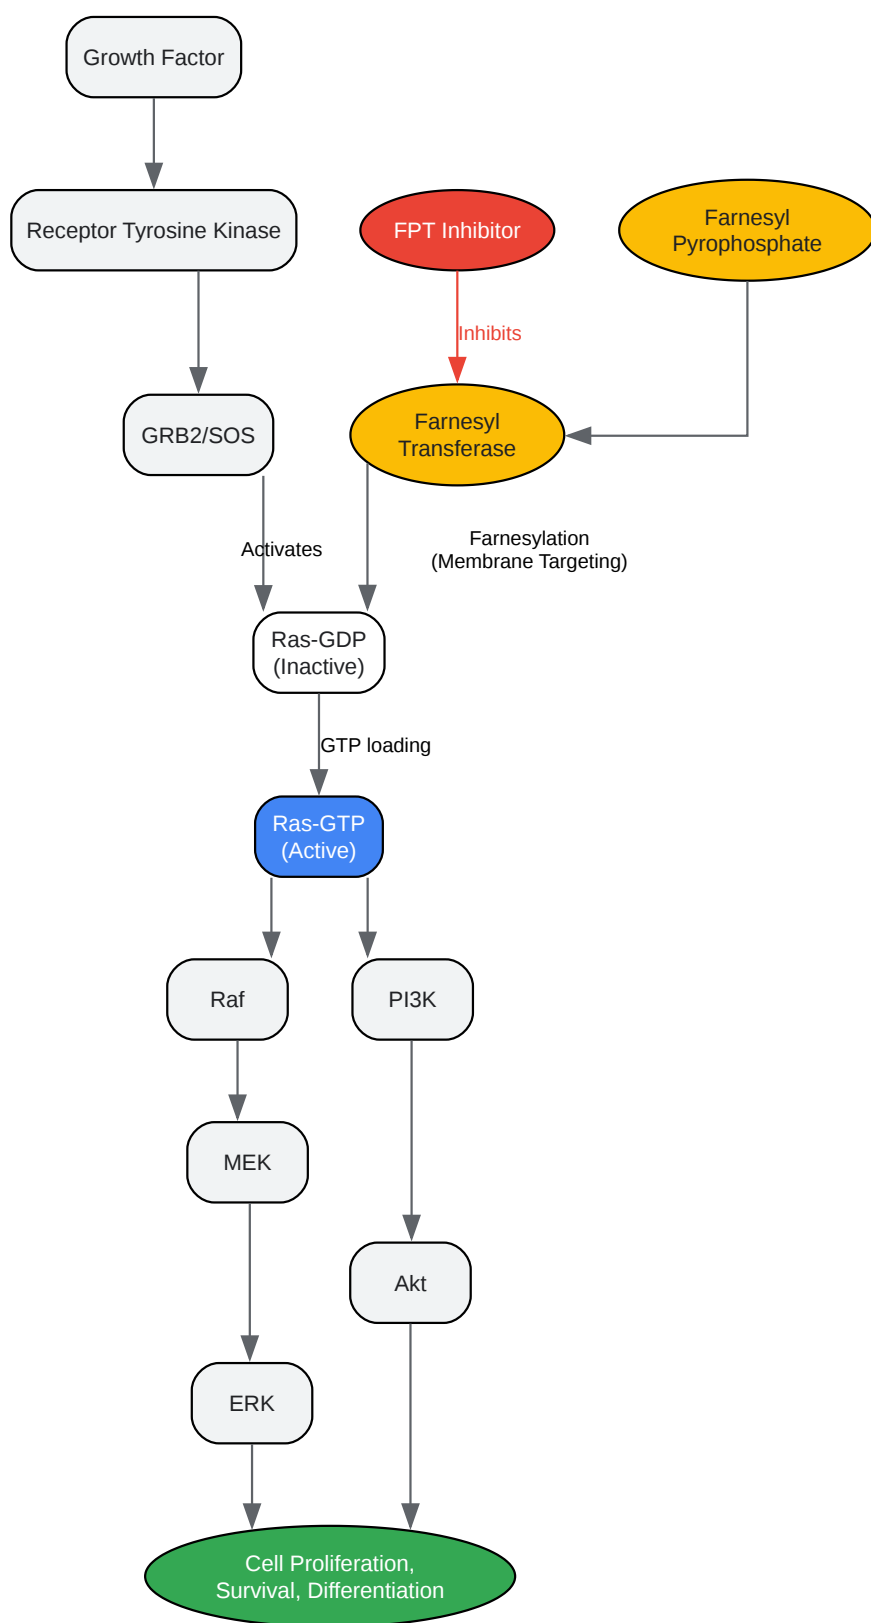 Growth Factor
Receptor Tyrosine Kinase
FPT Inhibitor
Farnesyl
Pyrophosphate
Inhibits
GRB2/SOS
Farnesyl
Transferase
Activates
Farnesylation
(Membrane Targeting)
Ras-GDP
(Inactive)
GTP loading
Ras-GTP
(Active)
Raf
PI3K
MEK
Akt
ERK
Cell Proliferation,
Survival, Differentiation